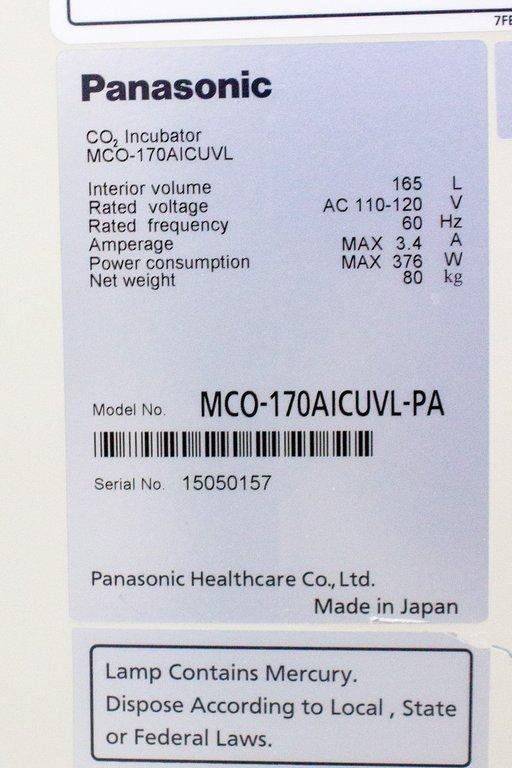 7FE
Panasonic
CO₂ Incubator
MCO-170AICUVL
Interior volume 165 L
Rated voltage AC 110-120 V
Rated frequency 60 Hz
Amperage MAX 3.4 A
Power consumption MAX 376 W
Net weight 80 kg
Model No. MCO-170AICUVL-PA
Serial No. 15050157
Panasonic Healthcare Co., Ltd.
Made in Japan
Lamp Contains Mercury.
Dispose According to Local , State
or Federal Laws.